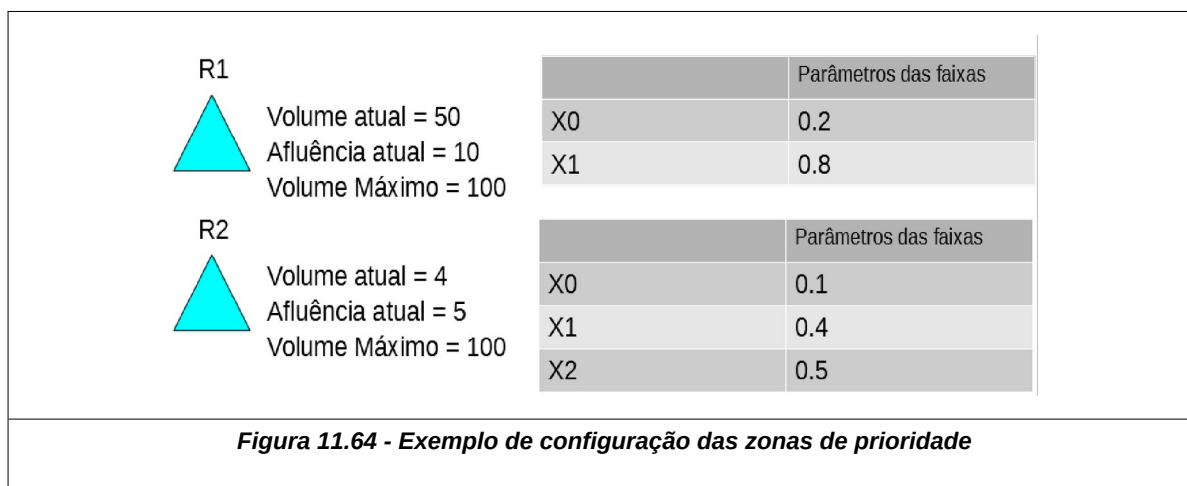 R1
Volume atual = 50
Afluência atual = 10
Volume Máximo = 100
Parâmetros das faixas
X0 0.2
X1 0.8
R2
Volume atual = 4
Afluência atual = 5
Volume Máximo = 100
Parâmetros das faixas
X0 0.1
X1 0.4
X2 0.5
Figura 11.64 - Exemplo de configuração das zonas de prioridade